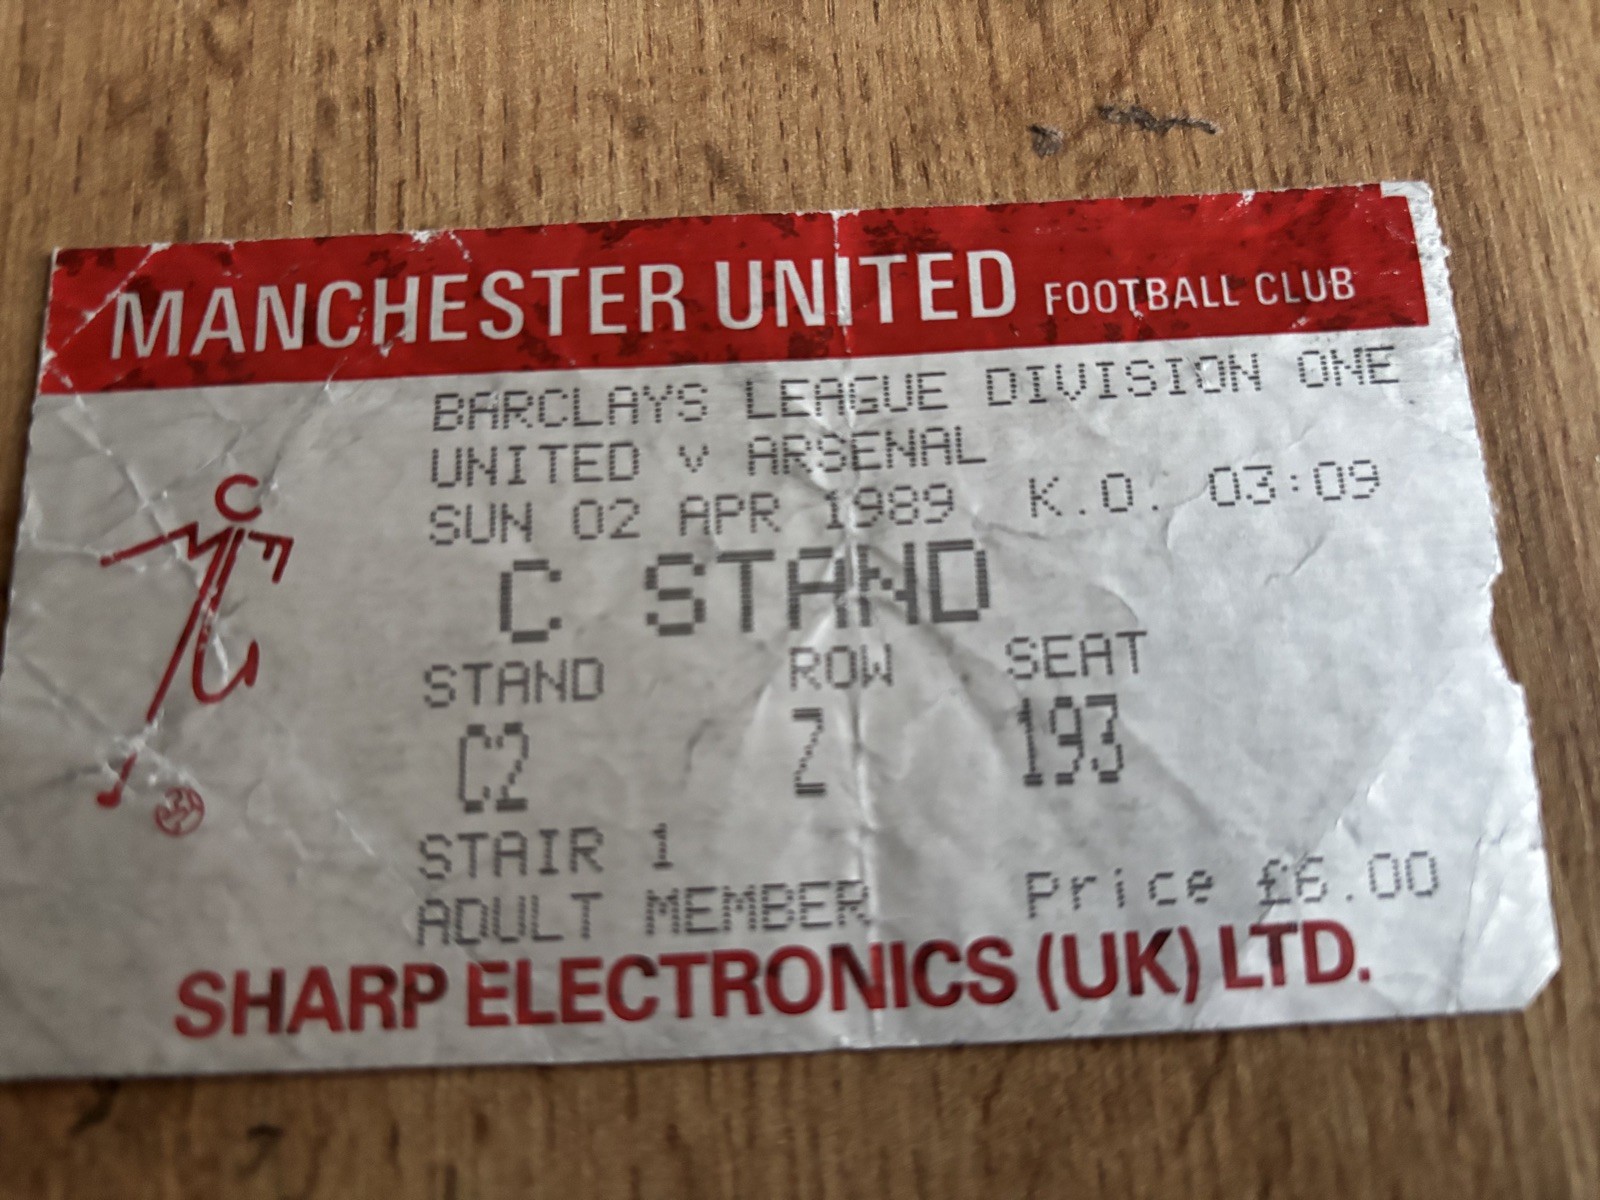 MANCHESTER UNITED FOOTBALL CLUB
BARCLAYS LEAGUE DIVISION ONE
UNITED v ARSENAL
SUN 02 APR 1989 K.O. 03:09
C STAND
STAND ROW SEAT
C2 Z 193
STAIR 1
ADULT MEMBER Price £6.00
SHARP ELECTRONICS (UK) LTD.